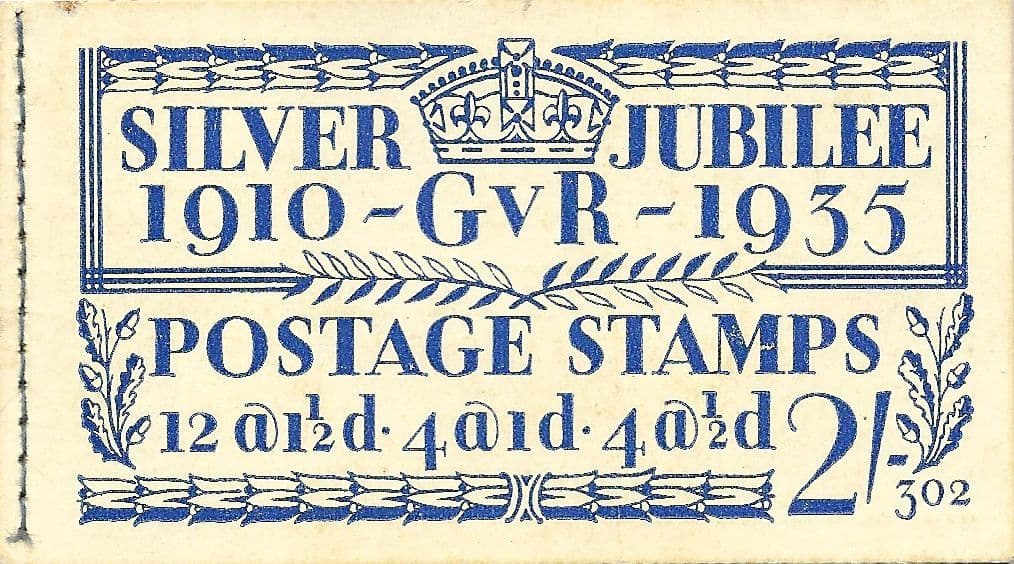 SILVER JUBILEE
1910 - GvR - 1935
POSTAGE STAMPS
12 @ 1½d · 4 @ 1d · 4 @ ½d 2/-
302